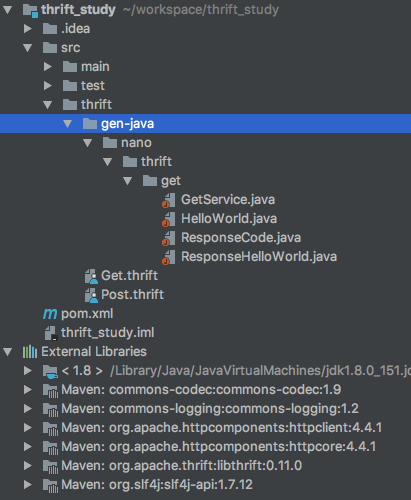 thrift_study ~/workspace/thrift_study
.idea
src
main
test
thrift
gen-java
nano
thrift
get
GetService.java
HelloWorld.java
ResponseCode.java
ResponseHelloWorld.java
Get.thrift
Post.thrift
pom.xml
thrift_study.iml
External Libraries
< 1.8 > /Library/Java/JavaVirtualMachines/jdk1.8.0_151.jd
Maven: commons-codec:commons-codec:1.9
Maven: commons-logging:commons-logging:1.2
Maven: org.apache.httpcomponents:httpclient:4.4.1
Maven: org.apache.httpcomponents:httpcore:4.4.1
Maven: org.apache.thrift:libthrift:0.11.0
Maven: org.slf4j:slf4j-api:1.7.12